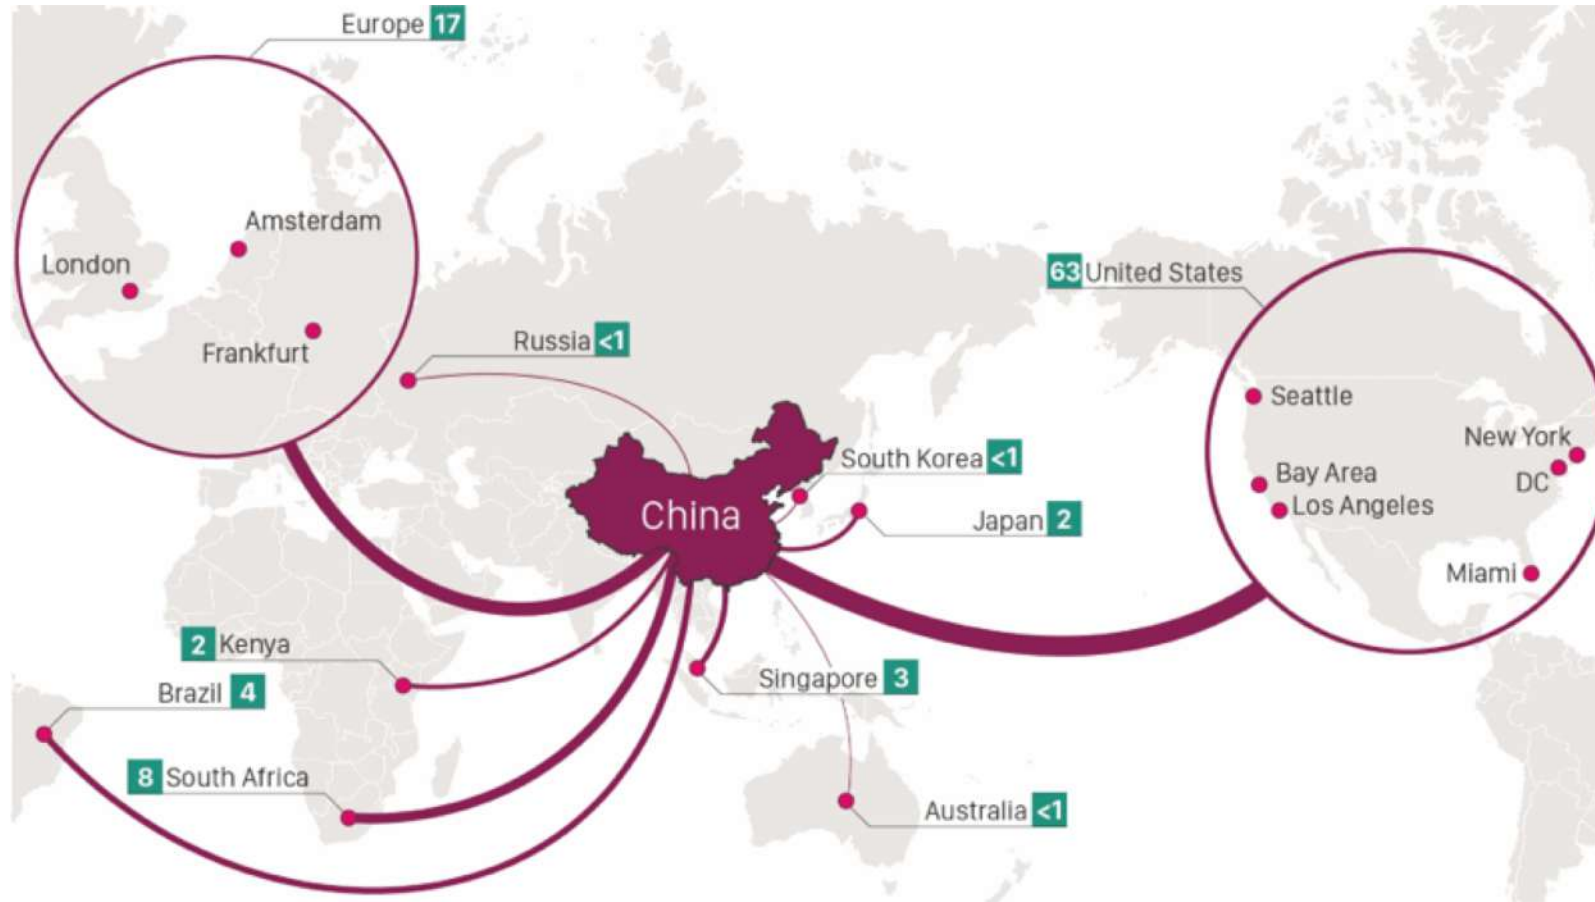 Europe 17
Amsterdam
London
Frankfurt
Russia <1
63 United States
Seattle
New York
Bay Area
DC
Los Angeles
Miami
South Korea <1
China
Japan 2
2 Kenya
Singapore 3
Brazil 4
8 South Africa
Australia <1